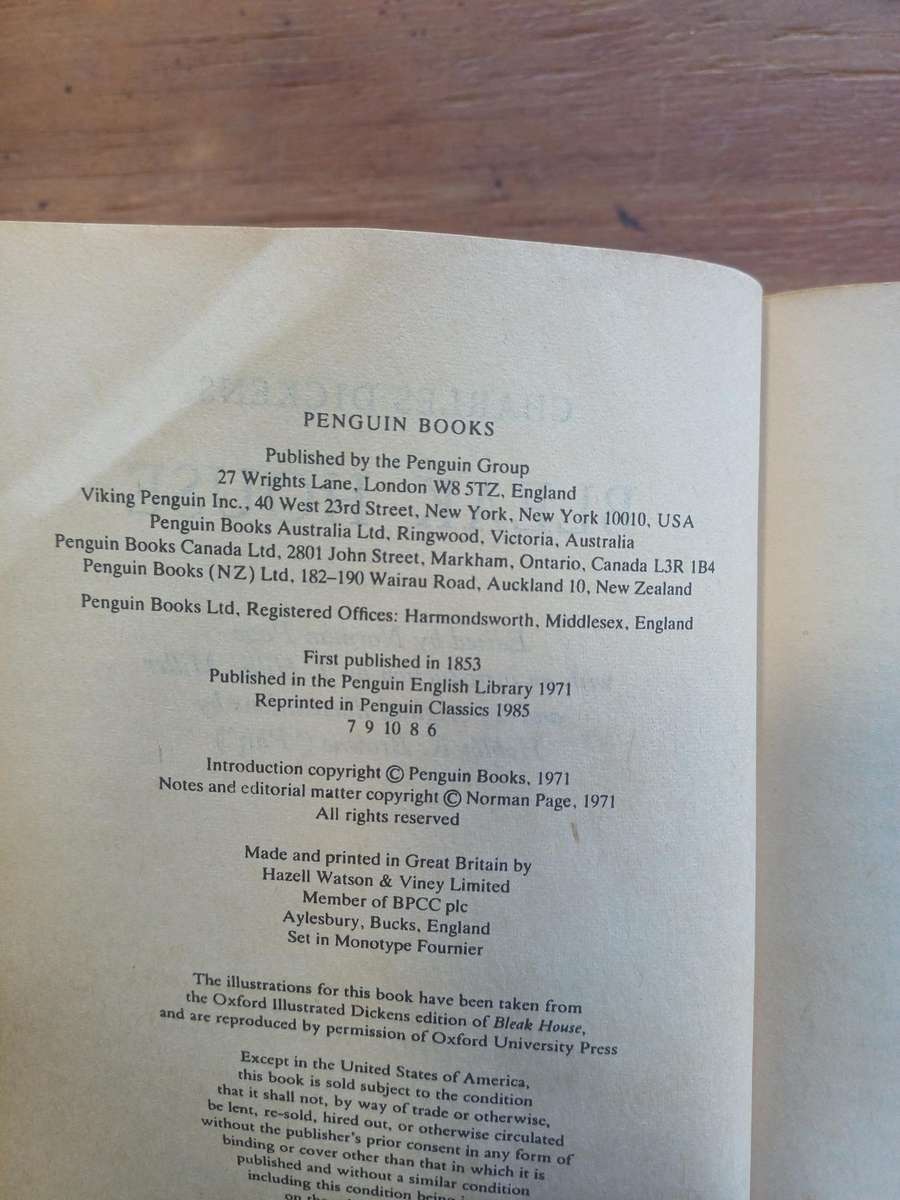 PENGUIN BOOKS
Published by the Penguin Group
27 Wrights Lane, London W8 5TZ, England
Viking Penguin Inc., 40 West 23rd Street, New York, New York 10010, USA
Penguin Books Australia Ltd, Ringwood, Victoria, Australia
Penguin Books Canada Ltd, 2801 John Street, Markham, Ontario, Canada L3R 1B4
Penguin Books (NZ) Ltd, 182–190 Wairau Road, Auckland 10, New Zealand
Penguin Books Ltd, Registered Offices: Harmondsworth, Middlesex, England
First published in 1853
Published in the Penguin English Library 1971
Reprinted in Penguin Classics 1985
7 9 10 8 6
Introduction copyright © Penguin Books, 1971
Notes and editorial matter copyright © Norman Page, 1971
All rights reserved
Made and printed in Great Britain by
Hazell Watson & Viney Limited
Member of BPCC plc
Aylesbury, Bucks, England
Set in Monotype Fournier
The illustrations for this book have been taken from
the Oxford Illustrated Dickens edition of Bleak House,
and are reproduced by permission of Oxford University Press
Except in the United States of America,
this book is sold subject to the condition
that it shall not, by way of trade or otherwise,
be lent, re-sold, hired out, or otherwise circulated
without the publisher's prior consent in any form of
binding or cover other than that in which it is
published and without a similar condition
including this condition being
on